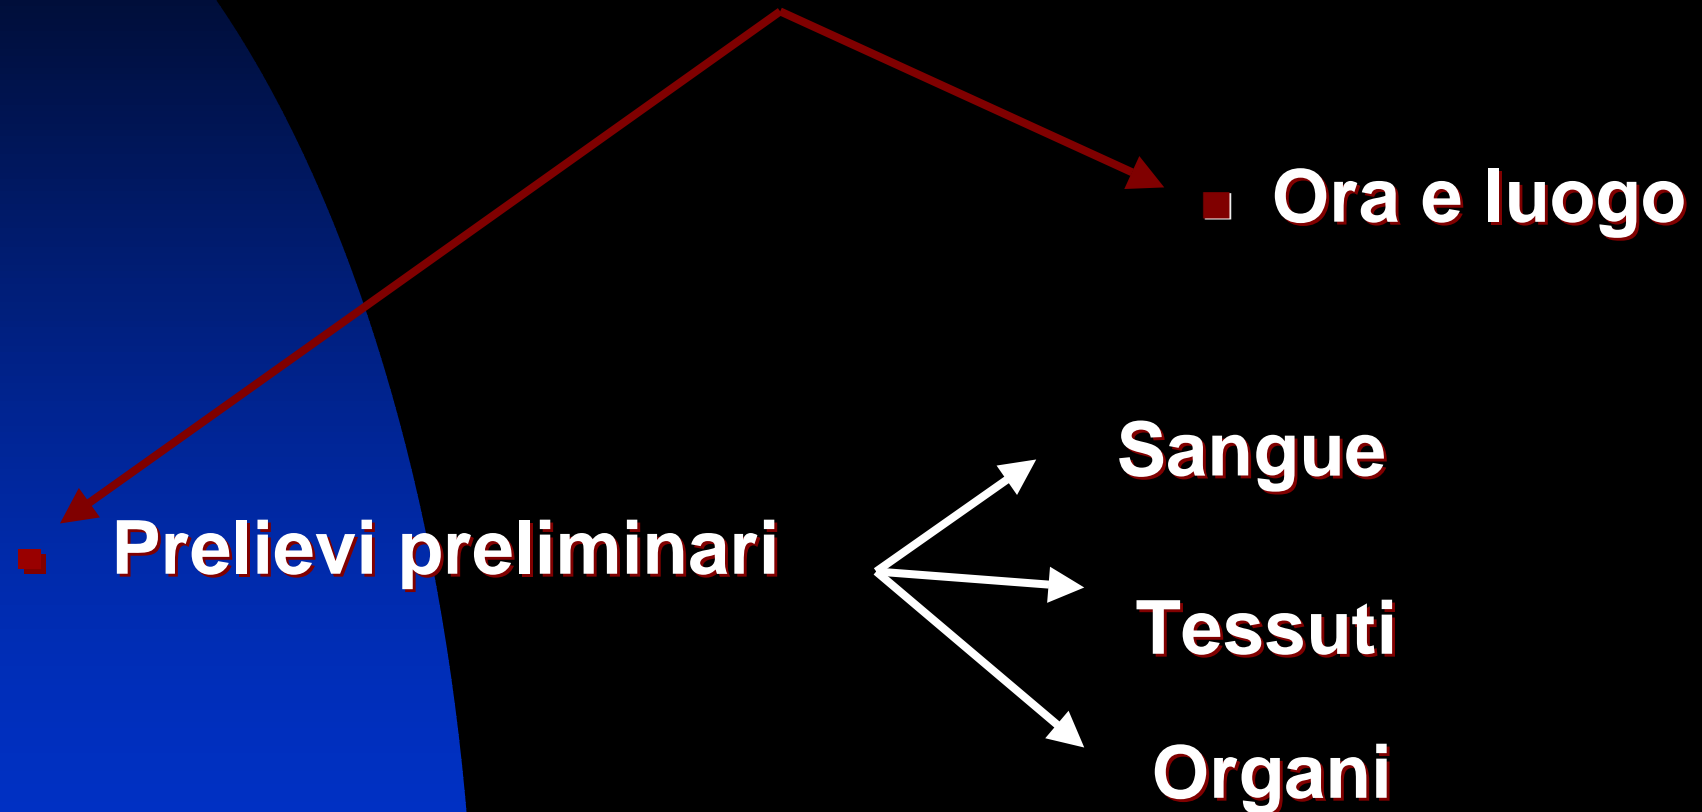 Ora e luogo
Sangue
Prelievi preliminari
Tessuti
Organi